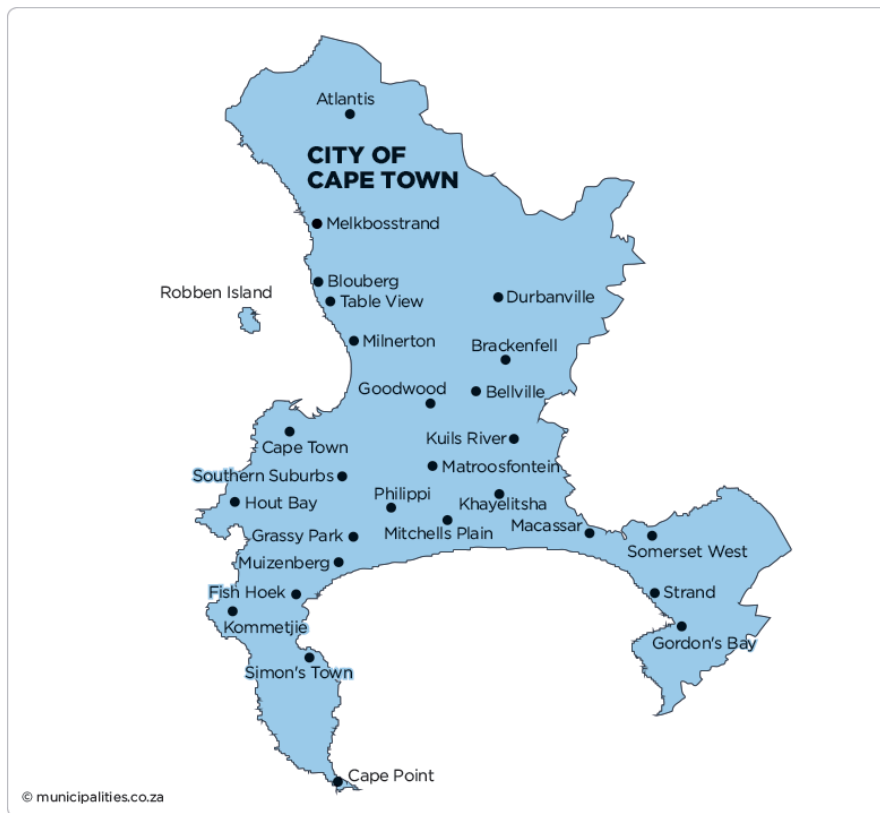 Atlantis
CITY OF
CAPE TOWN
Melkbosstrand
Blouberg
Robben Island
Table View
Durbanville
Milnerton
Brackenfell
Goodwood
Bellville
Kuils River
Cape Town
Matroosfontein
Southern Suburbs
Philippi
Khayelitsha
Hout Bay
Macassar
Mitchells Plain
Grassy Park
Somerset West
Muizenberg
Fish Hoek
Strand
Kommetjie
Gordon's Bay
Simon's Town
Cape Point
© municipalities.co.za